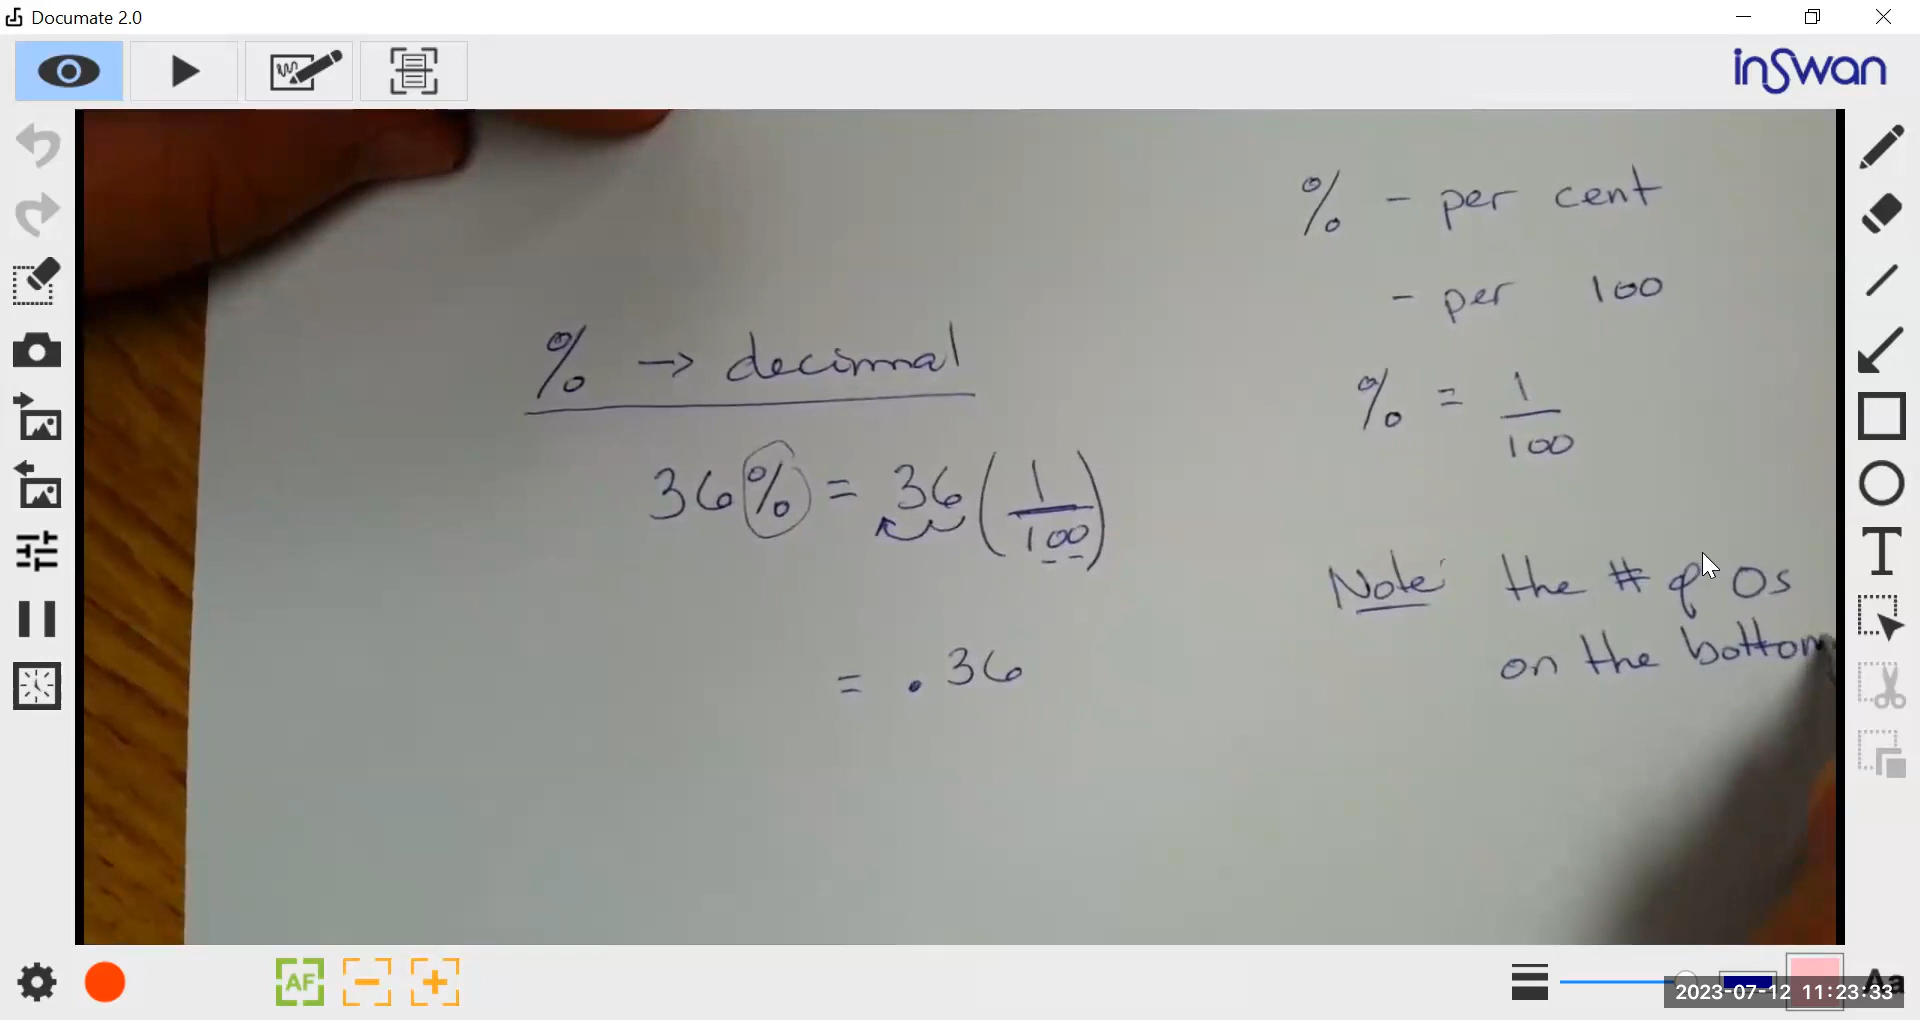 Documate 2.0
inSwan
% - per cent
- per 100
% → decimal
% = 1/100
36% = 36 (1/100)
Note: the # of 0s
on the bottom
= .36
AF
Aa
2023-07-12 11:23:33